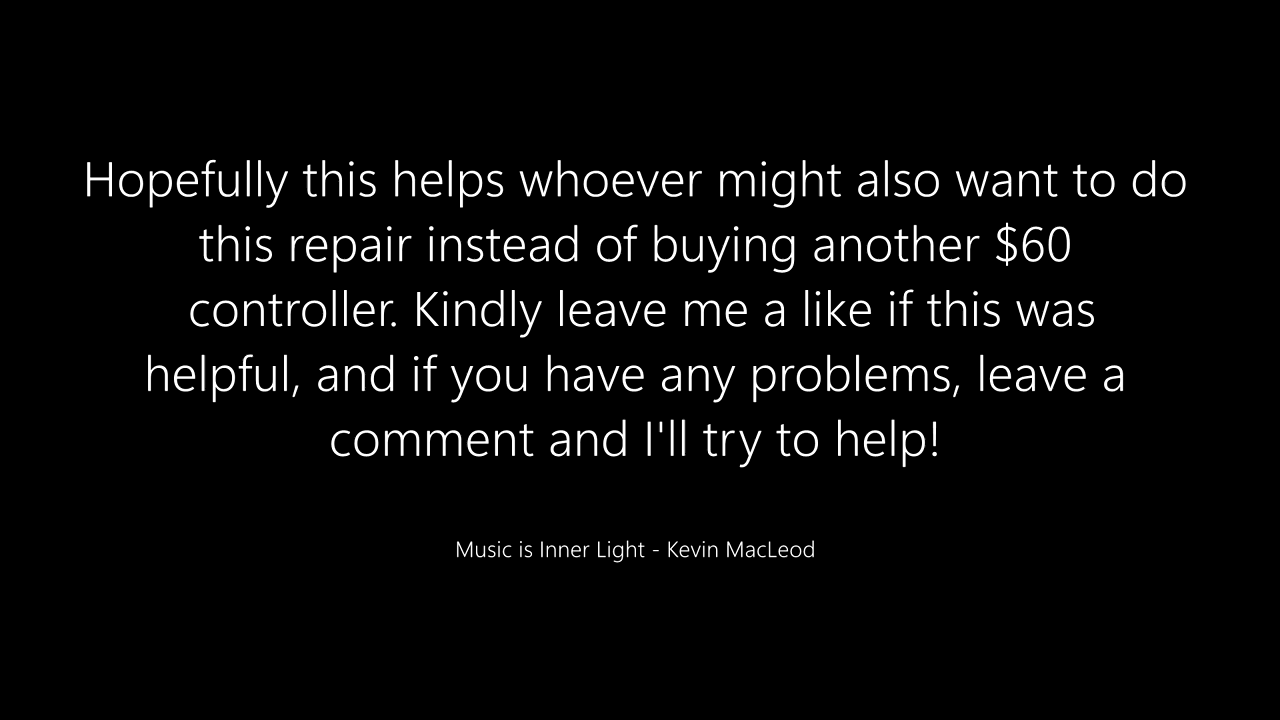 Hopefully this helps whoever might also want to do
this repair instead of buying another $60
controller. Kindly leave me a like if this was
helpful, and if you have any problems, leave a
comment and I'll try to help!
Music is Inner Light - Kevin MacLeod